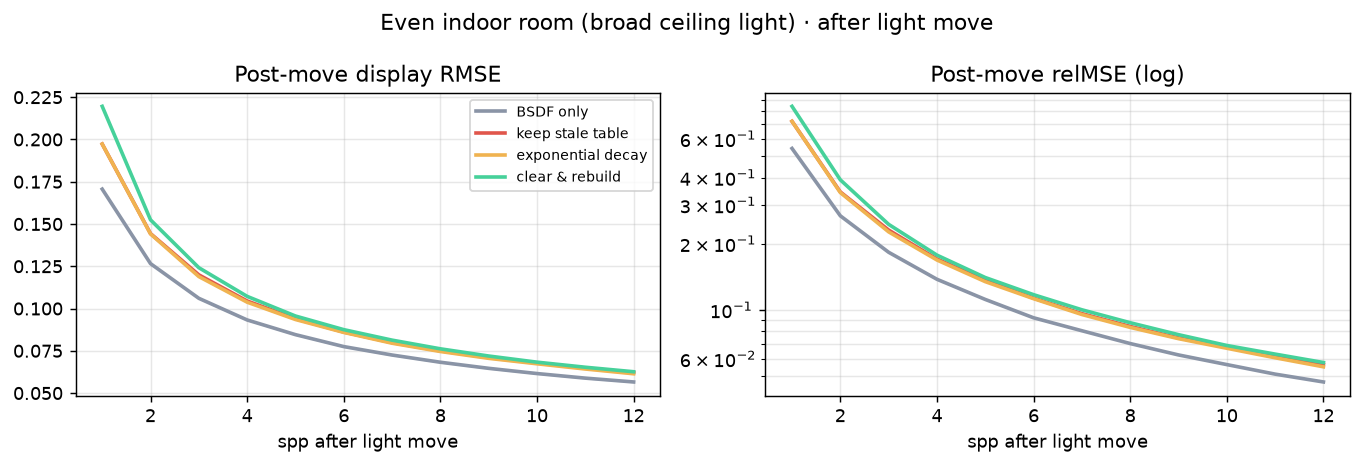 Even indoor room (broad ceiling light) · after light move
Post-move display RMSE
0.225
0.200
0.175
0.150
0.125
0.100
0.075
0.050
BSDF only
keep stale table
exponential decay
clear & rebuild
2 4 6 8 10 12
spp after light move
Post-move relMSE (log)
6 × 10⁻¹
4 × 10⁻¹
3 × 10⁻¹
2 × 10⁻¹
10⁻¹
6 × 10⁻²
2 4 6 8 10 12
spp after light move